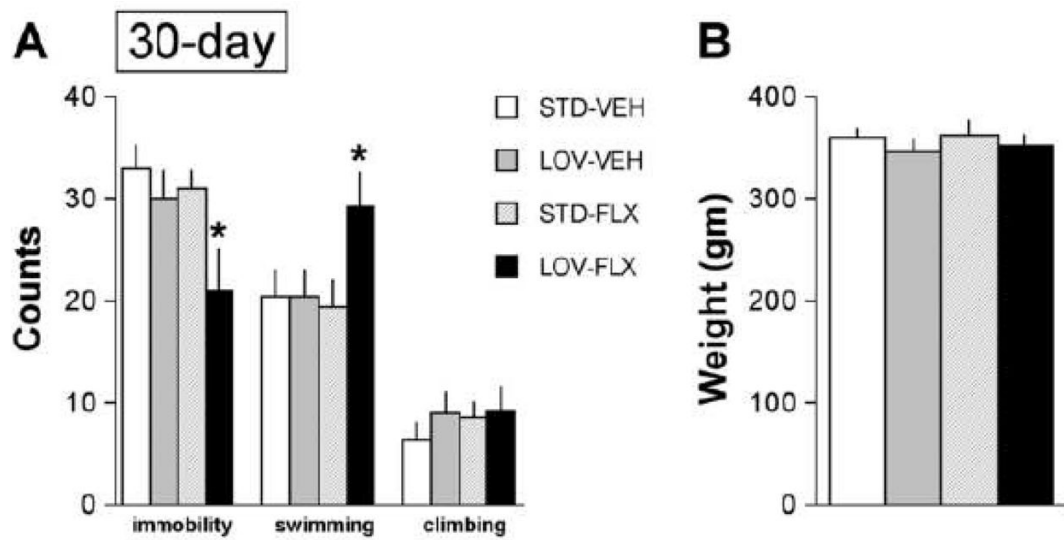 A
30-day
Counts
40
30
20
10
0
*
*
immobility
swimming
climbing
STD-VEH
LOV-VEH
STD-FLX
LOV-FLX
B
Weight (gm)
400
300
200
100
0